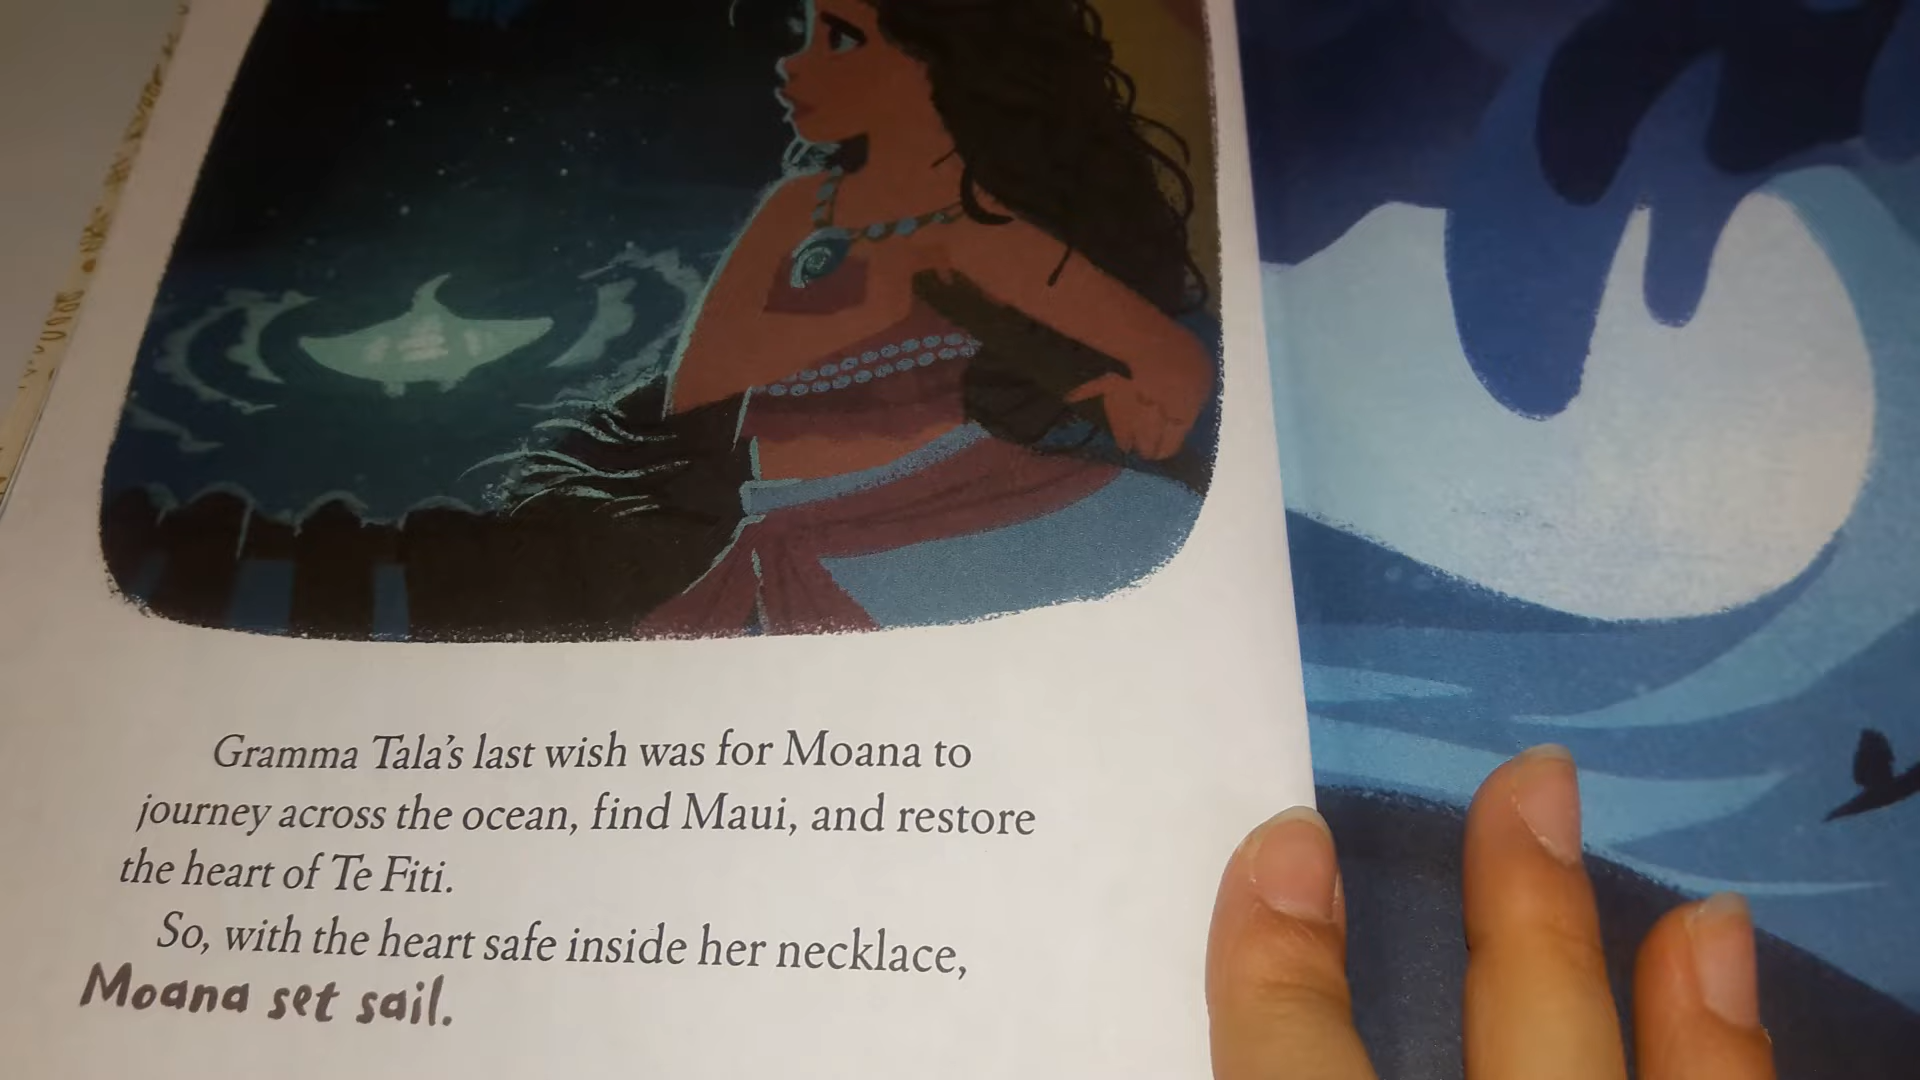 Gramma Tala's last wish was for Moana to
journey across the ocean, find Maui, and restore
the heart of Te Fiti.
So, with the heart safe inside her necklace,
Moana set sail.